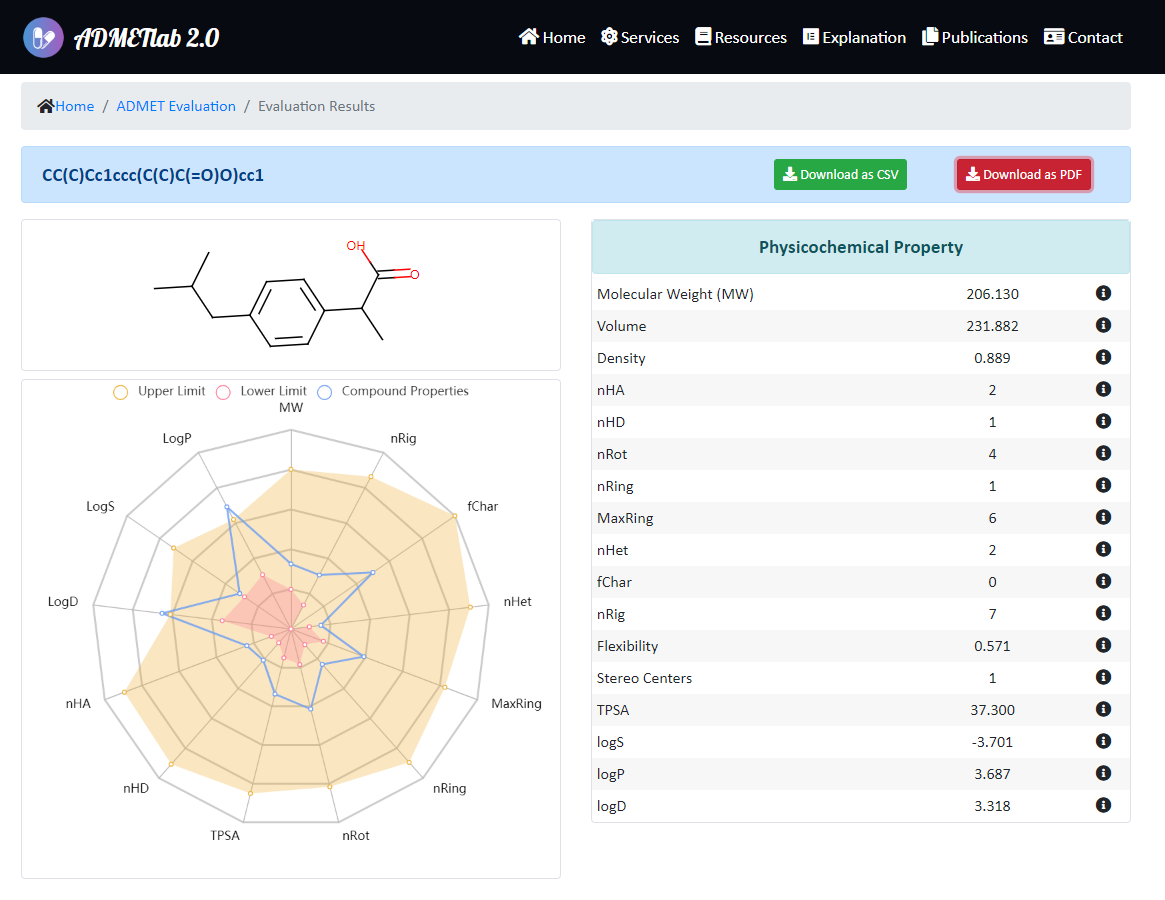 ADMETlab 2.0
Home Services Resources Explanation Publications Contact
Home / ADMET Evaluation / Evaluation Results
CC(C)Cc1ccc(C(C)C(=O)O)cc1
Download as CSV
Download as PDF
OH
O
Upper Limit Lower Limit Compound Properties
MW
LogP
nRig
LogS
fChar
LogD
nHet
nHA
MaxRing
nHD
nRing
TPSA
nRot
Physicochemical Property
Molecular Weight (MW) 206.130
Volume 231.882
Density 0.889
nHA 2
nHD 1
nRot 4
nRing 1
MaxRing 6
nHet 2
fChar 0
nRig 7
Flexibility 0.571
Stereo Centers 1
TPSA 37.300
logS -3.701
logP 3.687
logD 3.318